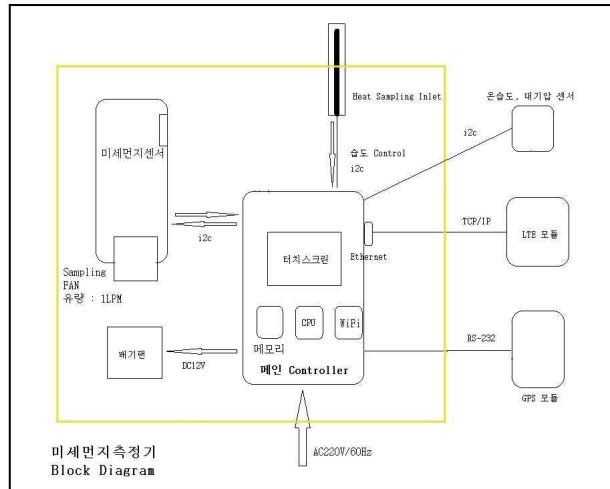 Heat Sampling Inlet
온습도, 대기압 센서
i2c
습도 Control
i2c
미세먼지센서
i2c
TCP/IP
LTE 모듈
Ethernet
터치스크린
Sampling
FAN
유량 : 1LPM
CPU
WiFi
메모리
메인 Controller
배기팬
DC12V
RS-232
GPS 모듈
AC220V/60Hz
미세먼지측정기
Block Diagram